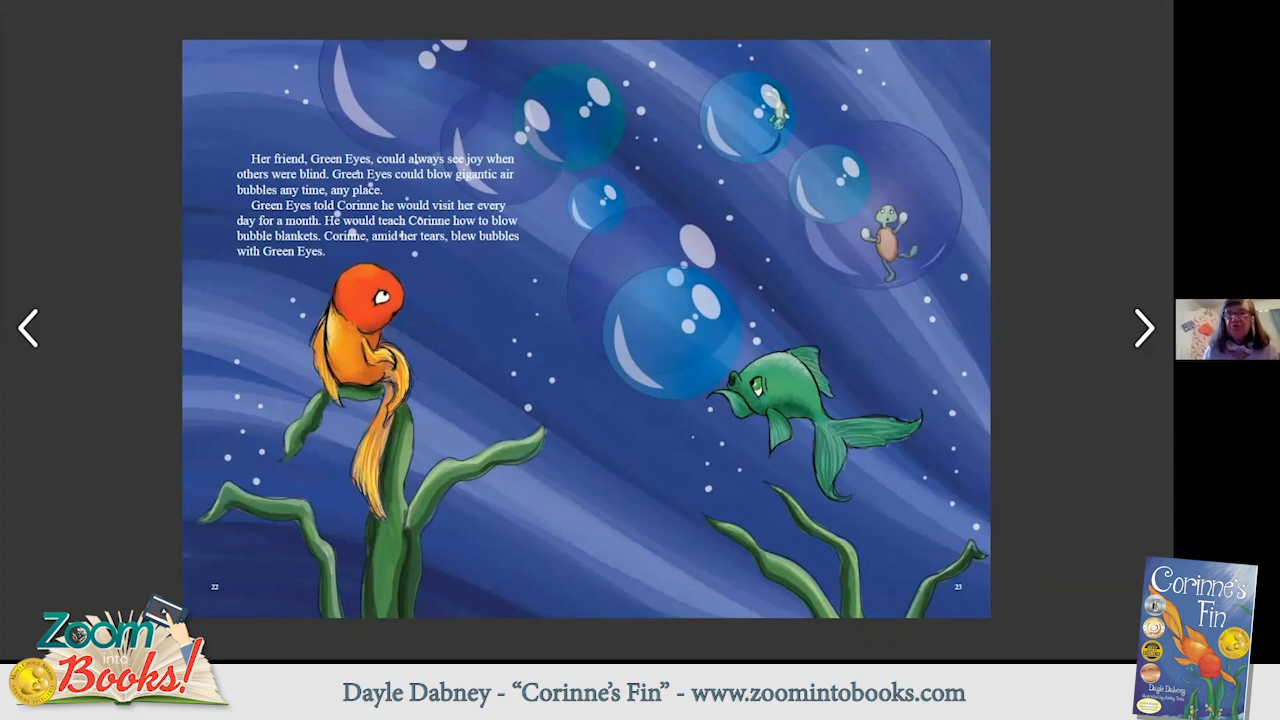 Her friend, Green Eyes, could always see joy when
others were blind. Green Eyes could blow gigantic air
bubbles any time, any place.
Green Eyes told Corinne he would visit her every
day for a month. He would teach Corinne how to blow
bubble blankets. Corinne, amid her tears, blew bubbles
with Green Eyes.
22
23
Zoom
into
Books!
Corinne's
Fin
Dayle Dabney
Dayle Dabney - “Corinne’s Fin” - www.zoomintobooks.com